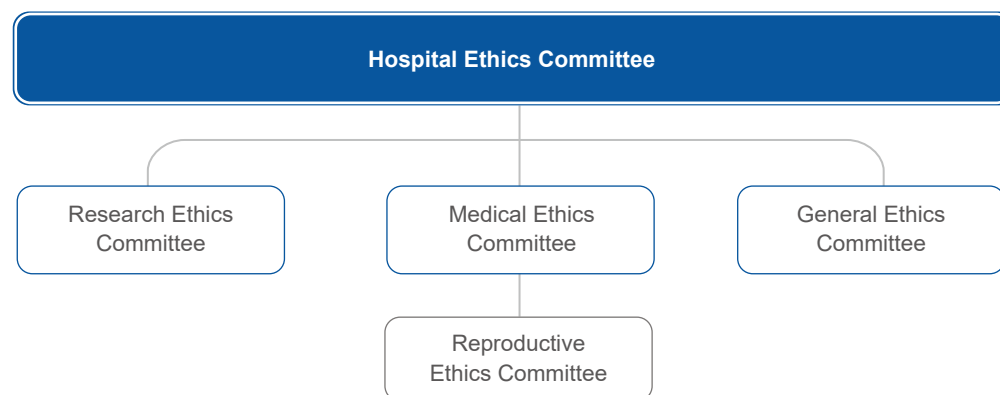 Hospital Ethics Committee
Research Ethics
Committee
Medical Ethics
Committee
General Ethics
Committee
Reproductive
Ethics Committee